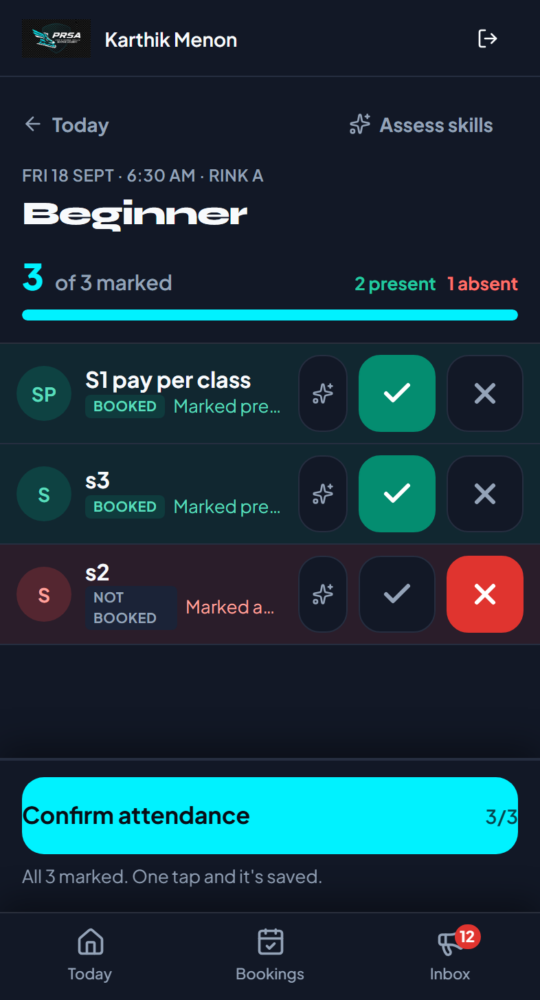 PRSA
Karthik Menon
Today
Assess skills
FRI 18 SEPT · 6:30 AM · RINK A
Beginner
3 of 3 marked
2 present 1 absent
SP
S1 pay per class
BOOKED Marked pre...
S
s3
BOOKED Marked pre...
S
s2
NOT
BOOKED
Marked a...
Confirm attendance 3/3
All 3 marked. One tap and it's saved.
12
Today Bookings Inbox